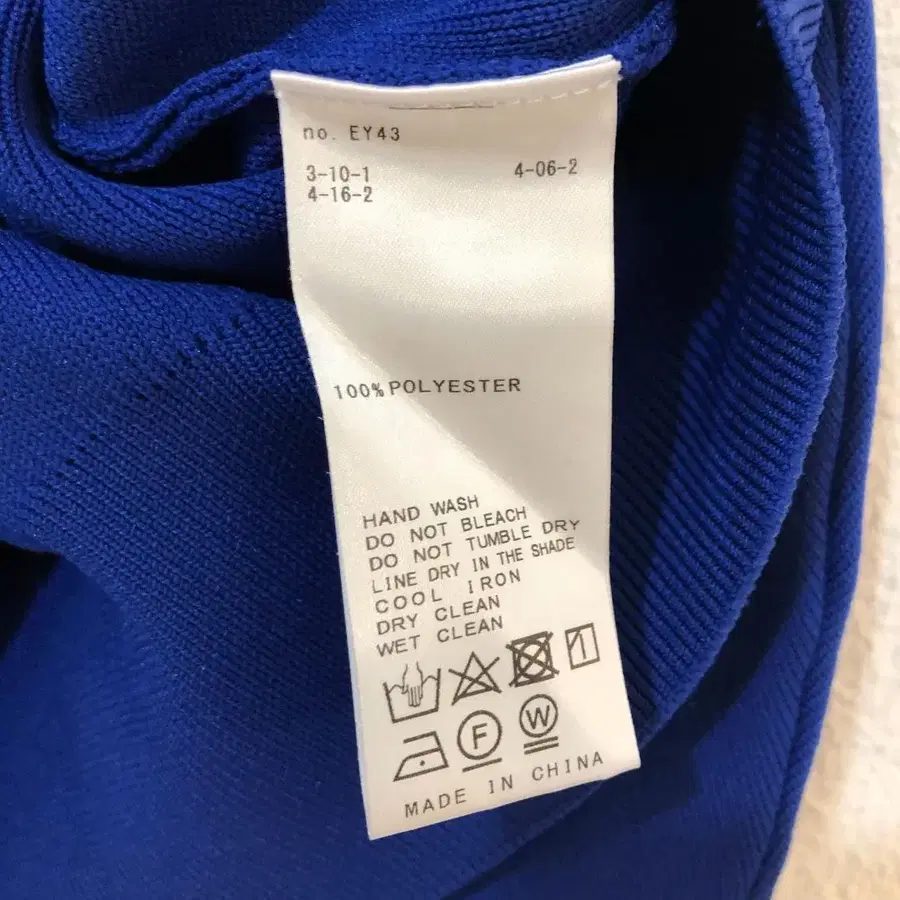 no. EY43
3-10-1 4-06-2
4-16-2
100% POLYESTER
HAND WASH
DO NOT BLEACH
DO NOT TUMBLE DRY
LINE DRY IN THE SHADE
COOL IRON
DRY CLEAN
WET CLEAN
F W
MADE IN CHINA